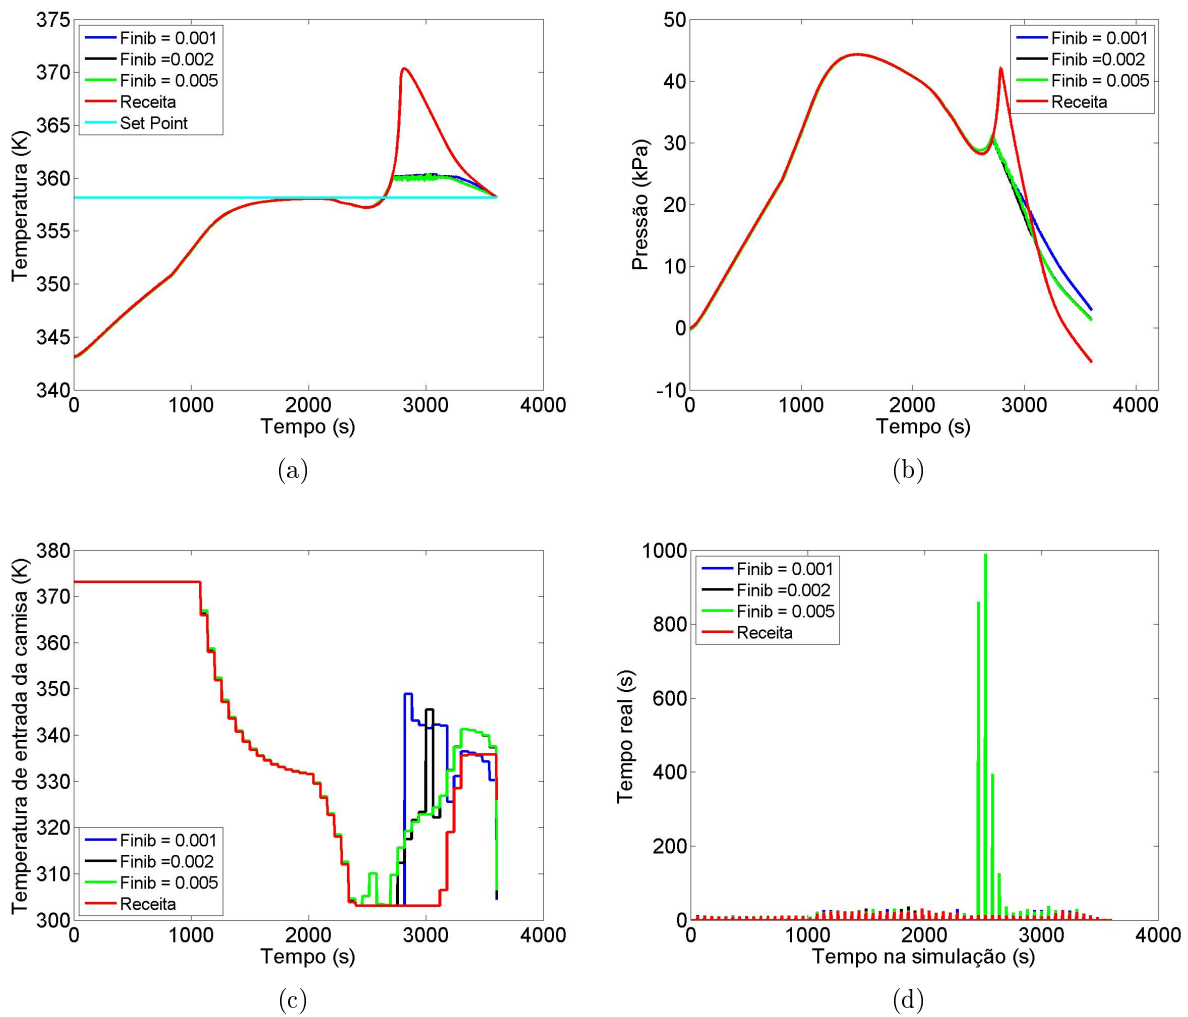 375
370
365
360
355
350
345
340
Temperatura (K)
Finib = 0.001
Finib =0.002
Finib = 0.005
Receita
Set Point
0
1000
2000
3000
4000
Tempo (s)
(a)
50
40
30
20
10
0
-10
Pressão (kPa)
Finib = 0.001
Finib =0.002
Finib = 0.005
Receita
0
1000
2000
3000
4000
Tempo (s)
(b)
380
370
360
350
340
330
320
310
300
Temperatura de entrada da camisa (K)
Finib = 0.001
Finib =0.002
Finib = 0.005
Receita
0
1000
2000
3000
4000
Tempo (s)
(c)
1000
800
600
400
200
0
Tempo real (s)
Finib = 0.001
Finib =0.002
Finib = 0.005
Receita
0
1000
2000
3000
4000
Tempo na simulação (s)
(d)